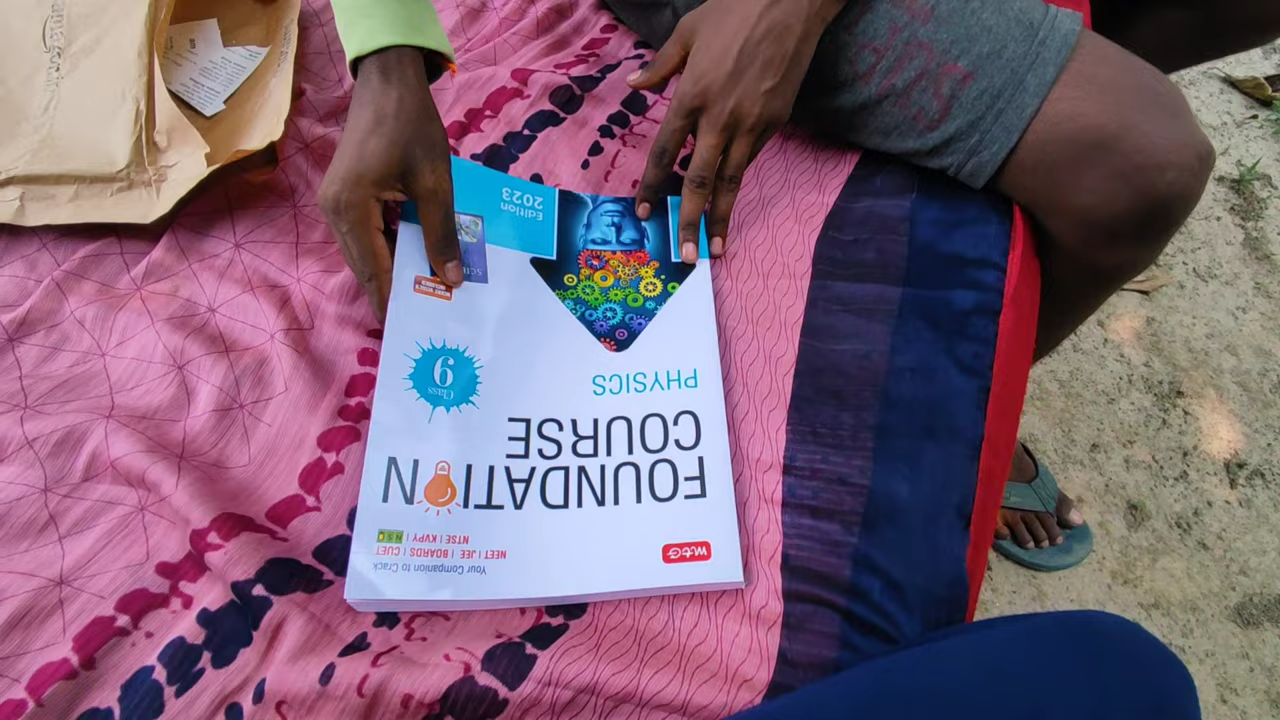 MtG
Your Companion to Crack
NEET | JEE | BOARDS | CUET
NTSE | KVPY | NSO
FOUNDATION
COURSE
PHYSICS
Class
9
Edition
2023